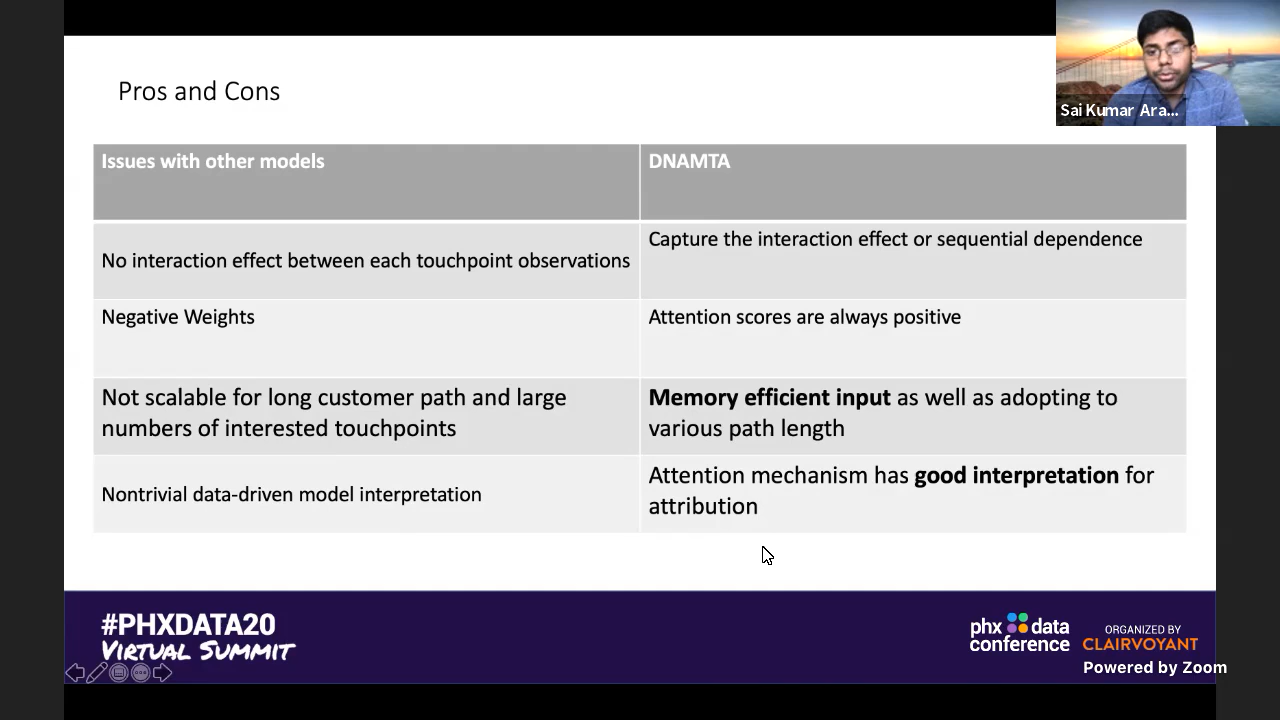 Pros and Cons
Sai Kumar Ara...
Issues with other models
DNAMTA
No interaction effect between each touchpoint observations
Capture the interaction effect or sequential dependence
Negative Weights
Attention scores are always positive
Not scalable for long customer path and large
numbers of interested touchpoints
Memory efficient input as well as adopting to
various path length
Nontrivial data-driven model interpretation
Attention mechanism has good interpretation for
attribution
#PHXDATA20
VIRTUAL SUMMIT
phx data
conference
ORGANIZED BY
CLAIRVOYANT
Powered by Zoom